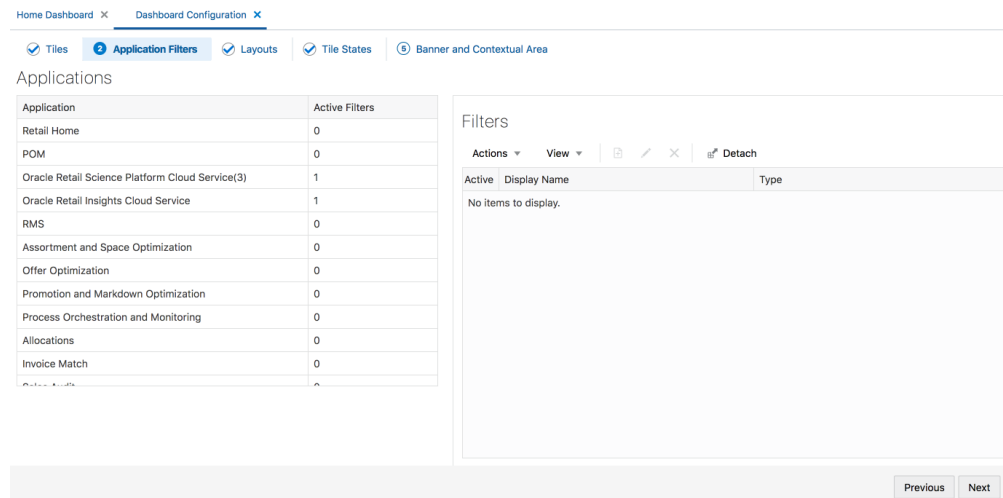 Home Dashboard ✕ Dashboard Configuration ✕
Tiles 2 Application Filters Layouts Tile States 5 Banner and Contextual Area
Applications
Application Active Filters
Retail Home 0
POM 0
Oracle Retail Science Platform Cloud Service(3) 1
Oracle Retail Insights Cloud Service 1
RMS 0
Assortment and Space Optimization 0
Offer Optimization 0
Promotion and Markdown Optimization 0
Process Orchestration and Monitoring 0
Allocations 0
Invoice Match 0
Sales Audit 0
Filters
Actions View Detach
Active Display Name Type
No items to display.
Previous Next